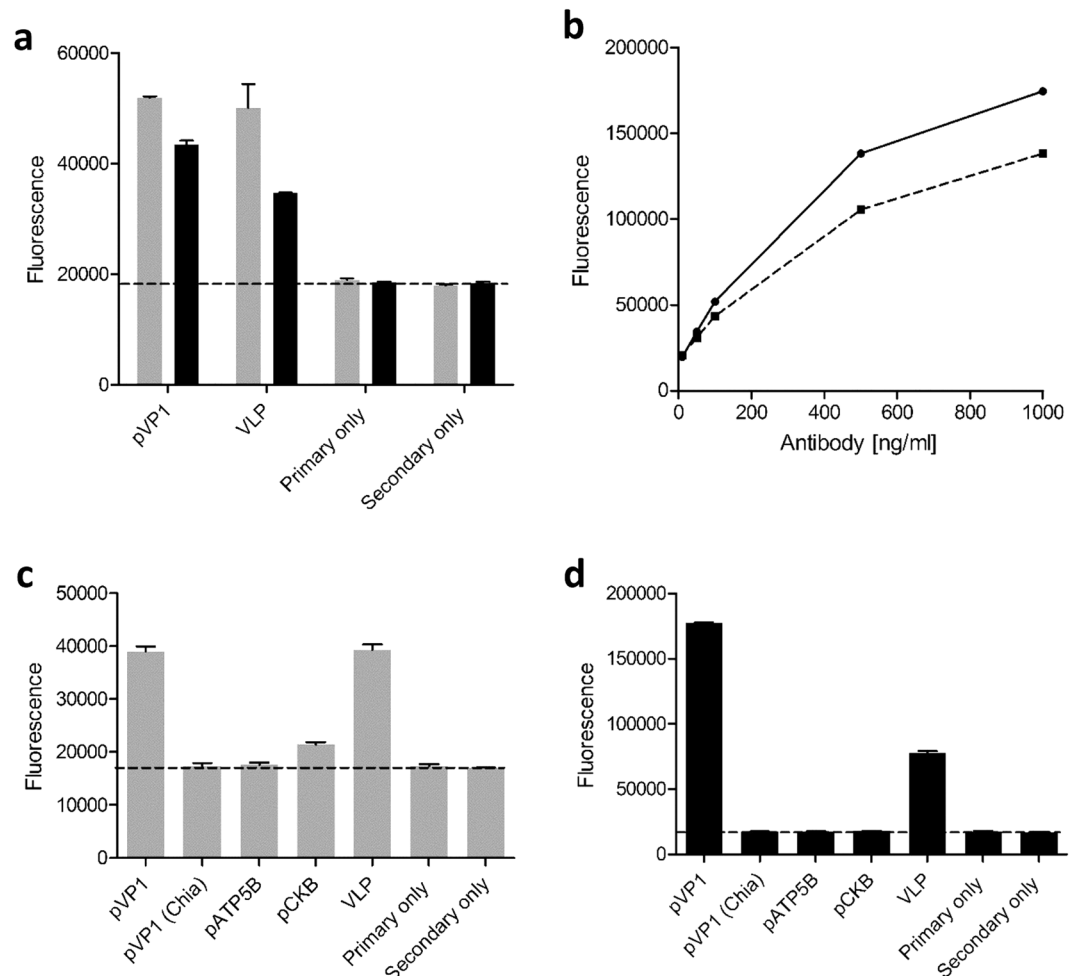 a
60000
40000
20000
0
Fluorescence
pVP1
VLP
Primary only
Secondary only
b
200000
150000
100000
50000
0
Fluorescence
0 200 400 600 800 1000
Antibody [ng/ml]
c
50000
40000
30000
20000
10000
0
Fluorescence
pVP1
pVP1 (Chia)
pATP5B
pCKB
VLP
Primary only
Secondary only
d
200000
150000
100000
50000
0
Fluorescence
pVP1
pVP1 (Chia)
pATP5B
pCKB
VLP
Primary only
Secondary only